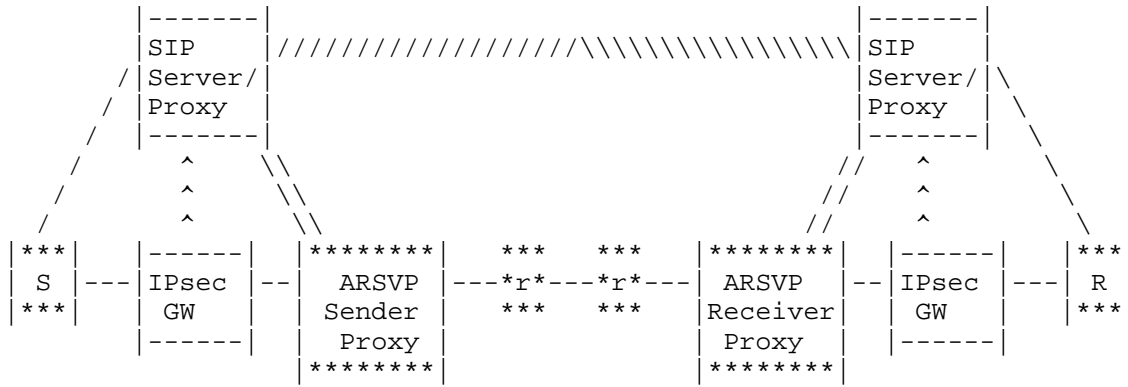 |-------|                                     |-------|
|SIP    |///////////////////\\\\\\\\\\\\\\\\\|SIP    |
/|Server/|                                     |Server/|\
/ |Proxy  |                                     |Proxy  | \
/  |-------|                                     |-------|  \
/     ^    \\                                   //   ^     \
/      ^     \\                                 //    ^      \
/       ^      \\                               //     ^       \
|***|   |------|  |********|   ***   ***   |********|  |------|   |***
| S |---|IPsec |--| ARSVP |---*r*---*r*---| ARSVP |--|IPsec |---| R
|***|   | GW   |  | Sender |   ***   ***   |Receiver|  | GW   |   |***
|------|  | Proxy |                 | Proxy |  |------|
|********|                 |********|